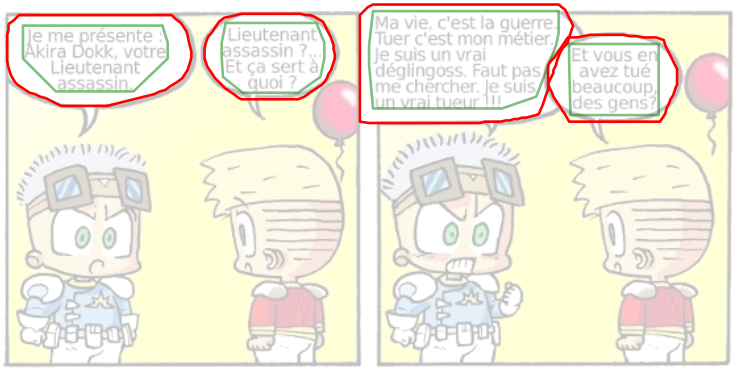 Je me présente :
Akira Dokk, votre
Lieutenant
assassin.
Lieutenant
assassin ?...
Et ça sert à
quoi ?
Ma vie, c'est la guerre.
Tuer c'est mon métier.
Je suis un vrai
déglingoss. Faut pas
me chercher. Je suis
un vrai tueur !!!
Et vous en
avez tué
beaucoup,
des gens?